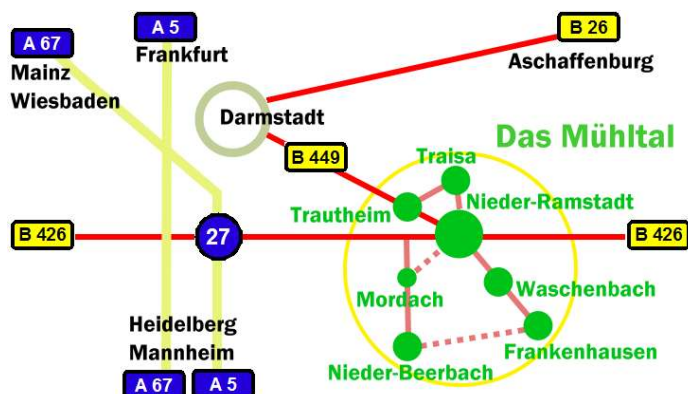 A 67
A 5
Frankfurt
Mainz
Wiesbaden
B 26
Aschaffenburg
Darmstadt
B 449
Das Mühltal
Traisa
Nieder-Ramstadt
Trautheim
B 426
27
B 426
Mordach
Waschenbach
Heidelberg
Mannheim
Frankenhausen
Nieder-Beerbach
A 67
A 5